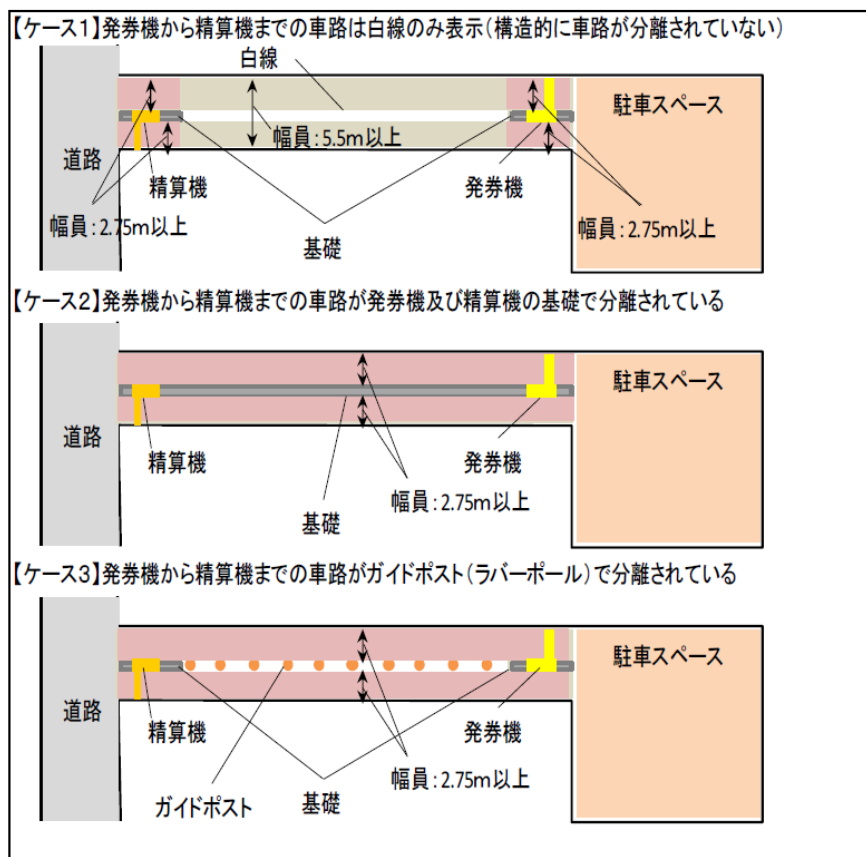 【ケース1】発券機から精算機までの車路は白線のみ表示(構造的に車路が分離されていない)
白線
駐車スペース
幅員:5.5m以上
道路
精算機
発券機
幅員:2.75m以上
基礎
幅員:2.75m以上
【ケース2】発券機から精算機までの車路が発券機及び精算機の基礎で分離されている
駐車スペース
道路
精算機
発券機
幅員:2.75m以上
基礎
【ケース3】発券機から精算機までの車路がガイドポスト(ラバーポール)で分離されている
駐車スペース
道路
精算機
発券機
幅員:2.75m以上
ガイドポスト
基礎